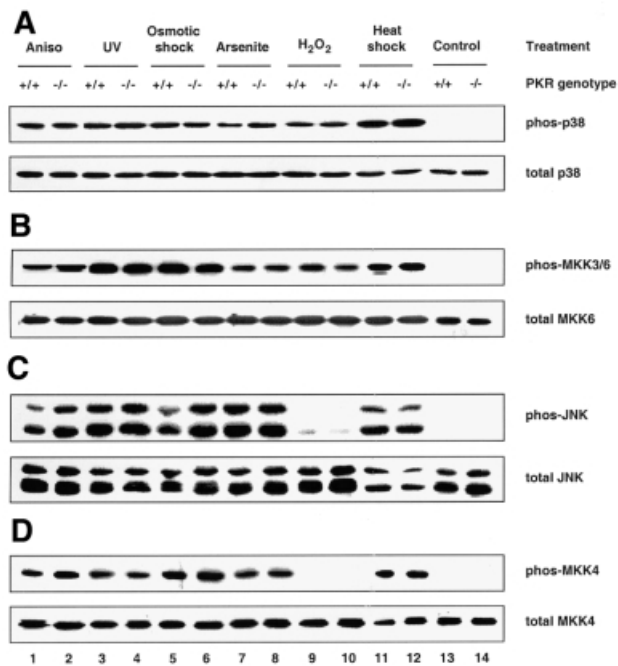 A
Aniso UV Osmotic shock Arsenite H₂O₂ Heat shock Control Treatment
+/+ -/- +/+ -/- +/+ -/- +/+ -/- +/+ -/- +/+ -/- +/+ -/- PKR genotype
phos-p38
total p38
B
phos-MKK3/6
total MKK6
C
phos-JNK
total JNK
D
phos-MKK4
total MKK4
1 2 3 4 5 6 7 8 9 10 11 12 13 14